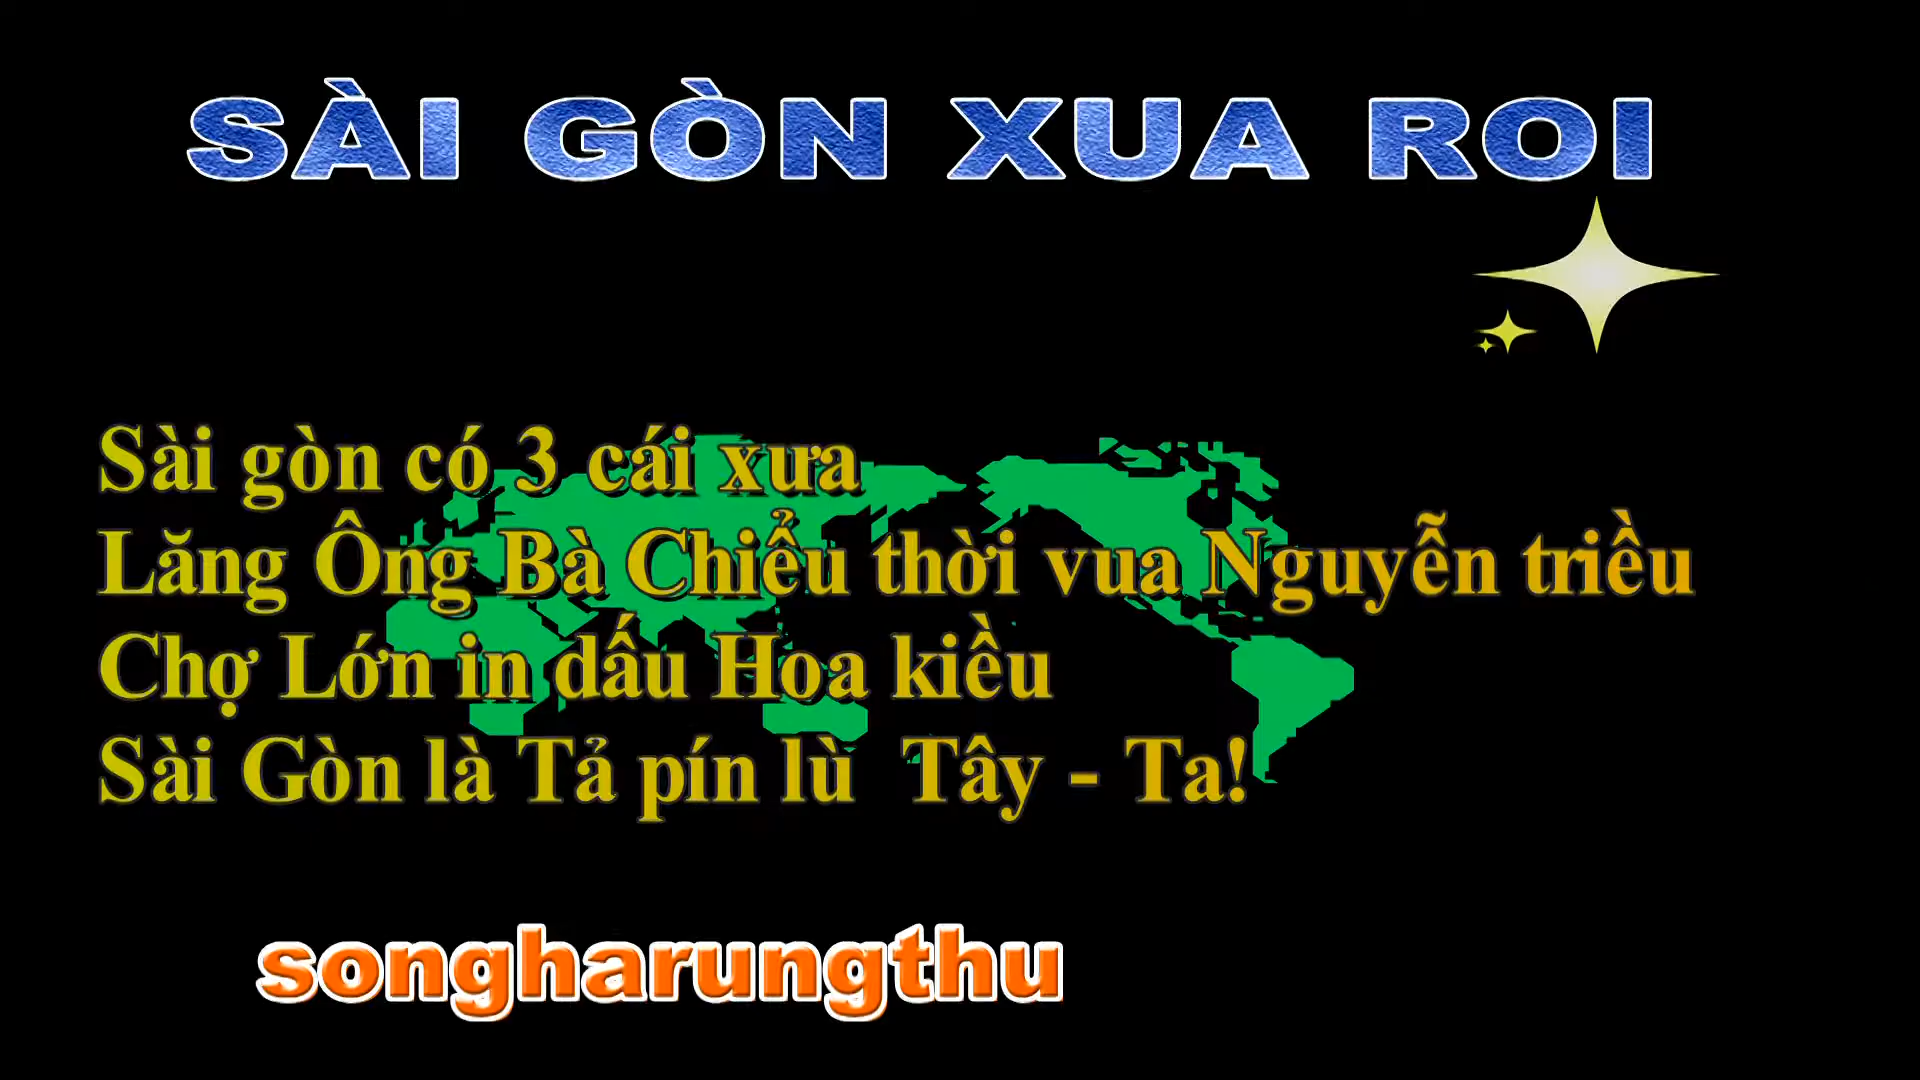 SÀI GÒN XUA ROI
Sài gòn có 3 cái xưa
Lăng Ông Bà Chiểu thời vua Nguyễn triều
Chợ Lớn in dấu Hoa kiều
Sài Gòn là Tả pín lù Tây - Ta!
songharungthu